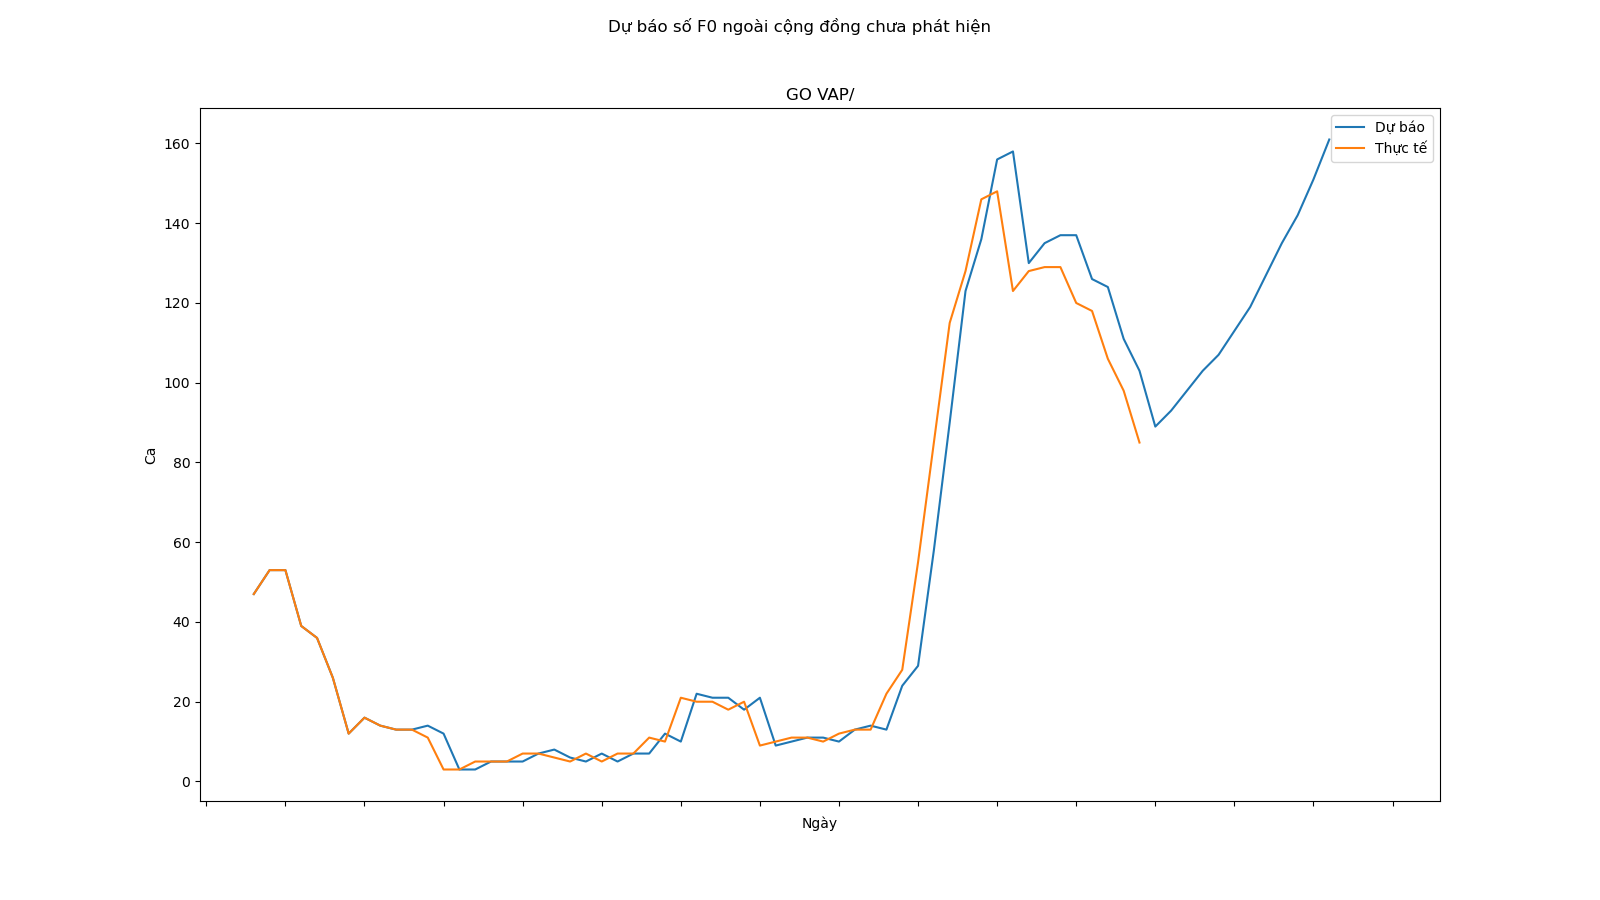 Dự báo số F0 ngoài cộng đồng chưa phát hiện
GO VAP/
Dự báo
Thực tế
160
140
120
100
80
60
40
20
0
Ca
Ngày